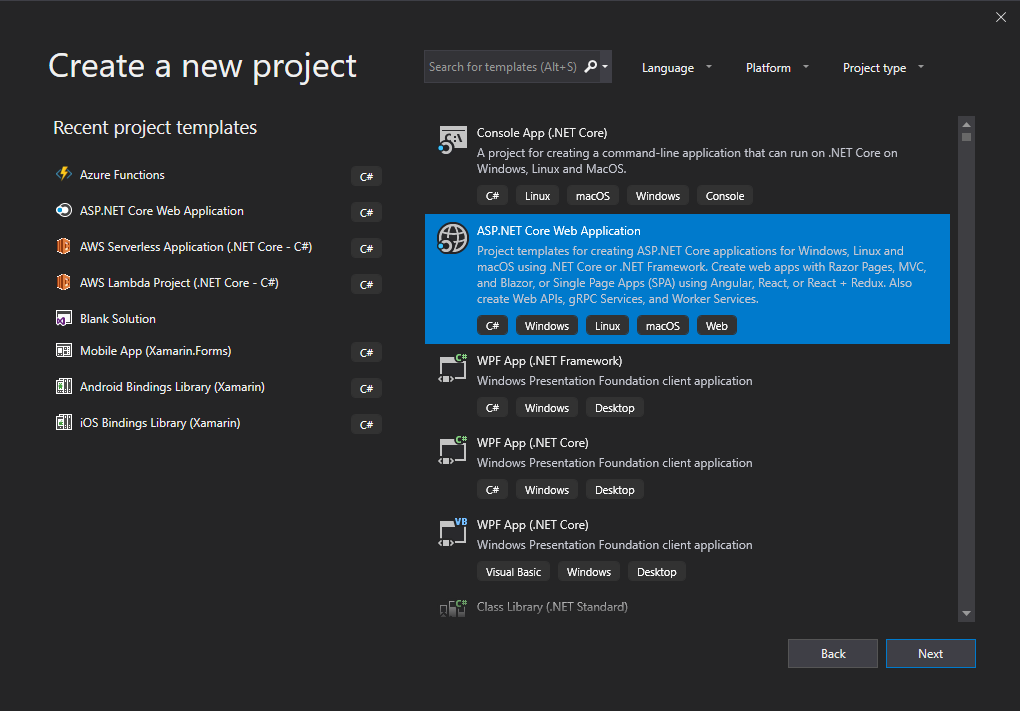 Create a new project
Search for templates (Alt+S)
Language
Platform
Project type
Recent project templates
Azure Functions
C#
ASP.NET Core Web Application
C#
AWS Serverless Application (.NET Core - C#)
C#
AWS Lambda Project (.NET Core - C#)
C#
Blank Solution
Mobile App (Xamarin.Forms)
C#
Android Bindings Library (Xamarin)
C#
iOS Bindings Library (Xamarin)
C#
Console App (.NET Core)
A project for creating a command-line application that can run on .NET Core on
Windows, Linux and MacOS.
C# Linux macOS Windows Console
ASP.NET Core Web Application
Project templates for creating ASP.NET Core applications for Windows, Linux and
macOS using .NET Core or .NET Framework. Create web apps with Razor Pages, MVC,
and Blazor, or Single Page Apps (SPA) using Angular, React, or React + Redux. Also
create Web APIs, gRPC Services, and Worker Services.
C# Windows Linux macOS Web
C#
WPF App (.NET Framework)
Windows Presentation Foundation client application
C# Windows Desktop
C#
WPF App (.NET Core)
Windows Presentation Foundation client application
C# Windows Desktop
VB
WPF App (.NET Core)
Windows Presentation Foundation client application
Visual Basic Windows Desktop
C#
Class Library (.NET Standard)
Back
Next